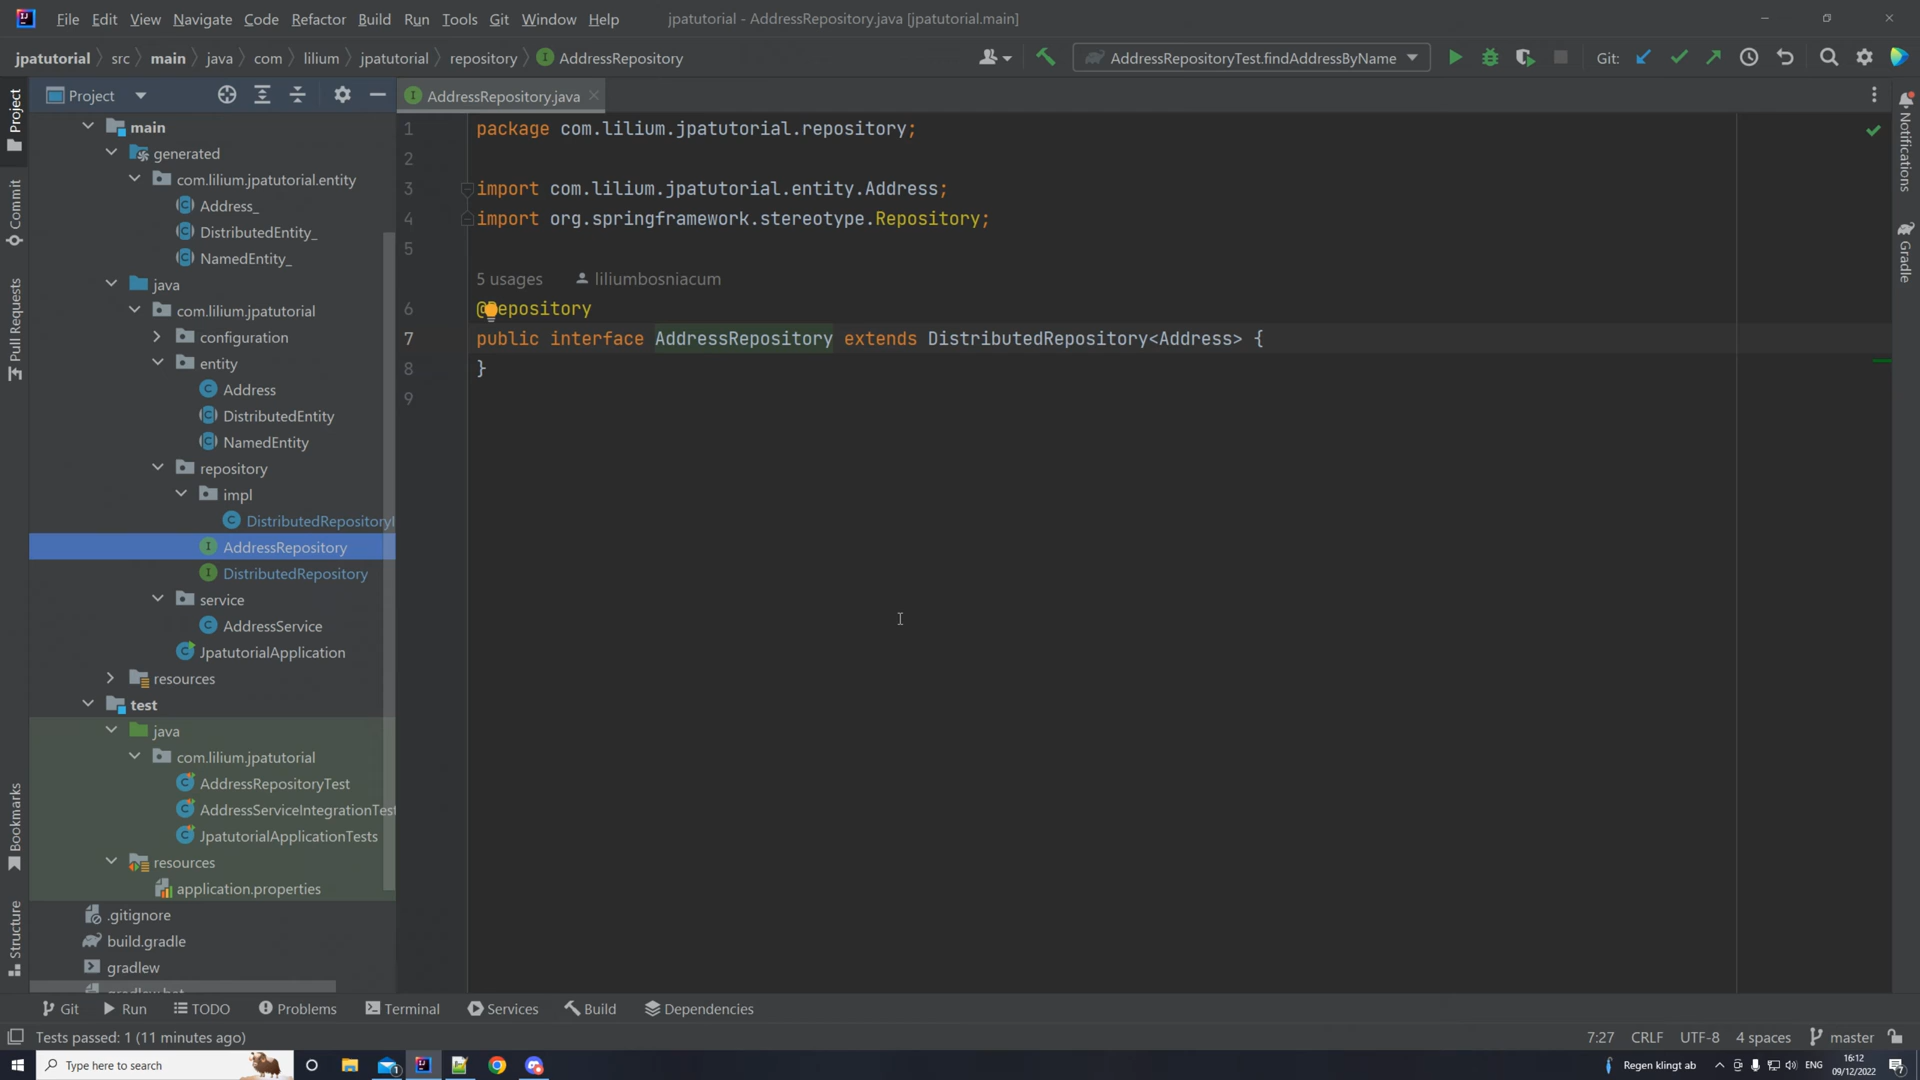 File Edit View Navigate Code Refactor Build Run Tools Git Window Help jpatutorial - AddressRepository.java [jpatutorial.main]
jpatutorial src main java com lilium jpatutorial repository AddressRepository AddressRepositoryTest.findAddressByName Git:
Project
AddressRepository.java
Project
Commit
Pull Requests
Bookmarks
Structure
main
generated
com.lilium.jpatutorial.entity
Address_
DistributedEntity_
NamedEntity_
java
com.lilium.jpatutorial
configuration
entity
Address
DistributedEntity
NamedEntity
repository
impl
DistributedRepositoryI
AddressRepository
DistributedRepository
service
AddressService
JpatutorialApplication
resources
test
java
com.lilium.jpatutorial
AddressRepositoryTest
AddressServiceIntegrationTest
JpatutorialApplicationTests
resources
application.properties
.gitignore
build.gradle
gradlew
gradlew.bat
1 package com.lilium.jpatutorial.repository;
2
3 import com.lilium.jpatutorial.entity.Address;
4 import org.springframework.stereotype.Repository;
5
5 usages liliumbosniacum
6 @Repository
7 public interface AddressRepository extends DistributedRepository<Address> {
8 }
9
Notifications
Gradle
Git Run TODO Problems Terminal Services Build Dependencies
Tests passed: 1 (11 minutes ago) 7:27 CRLF UTF-8 4 spaces master
Type here to search Regen klingt ab ENG 16:12
09/12/2022